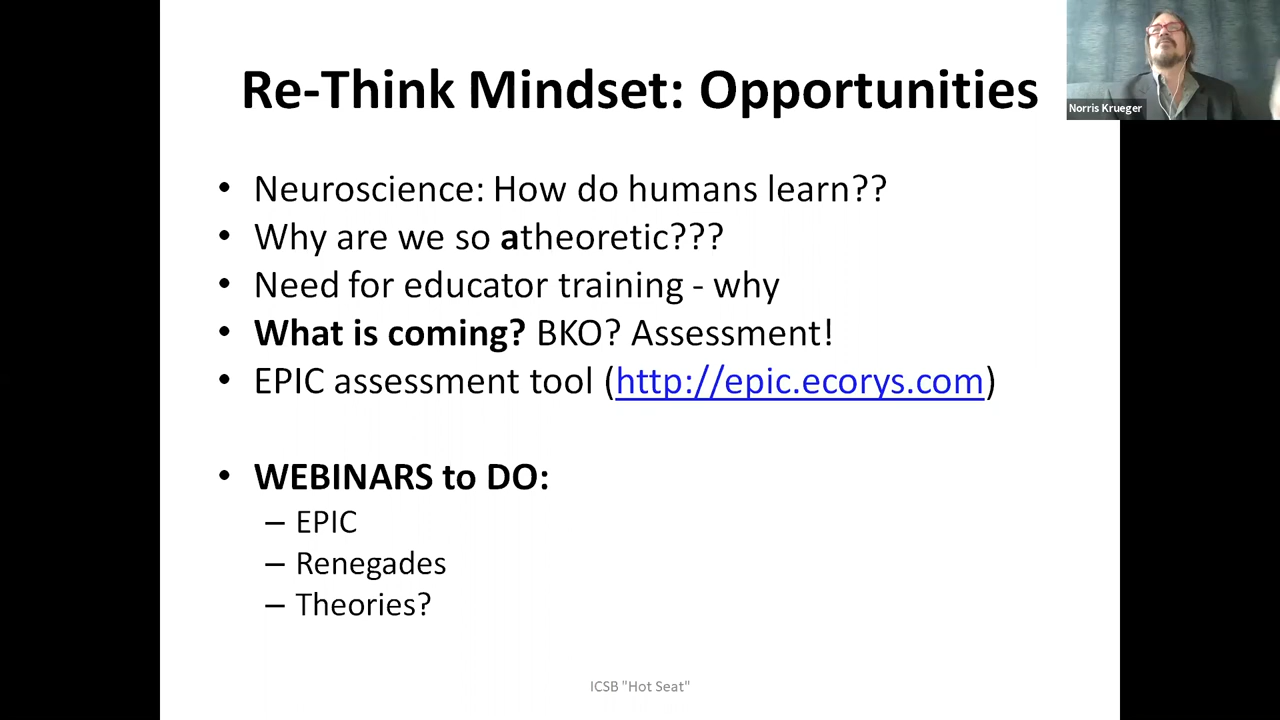 Re-Think Mindset: Opportunities
Norris Krueger
• Neuroscience: How do humans learn??
• Why are we so atheoretic???
• Need for educator training - why
• What is coming? BKO? Assessment!
• EPIC assessment tool (http://epic.ecorys.com)
• WEBINARS to DO:
– EPIC
– Renegades
– Theories?
ICSB "Hot Seat"